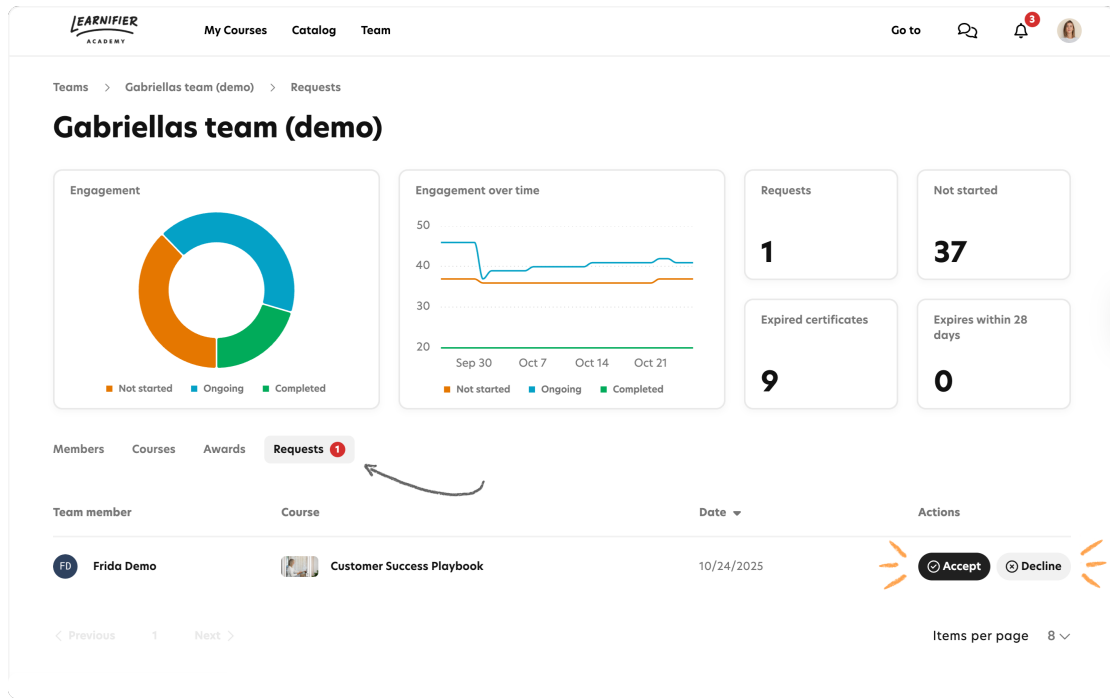 LEARNIFIER
ACADEMY
My Courses Catalog Team Go to 3
Teams > Gabriellas team (demo) > Requests
Gabriellas team (demo)
Engagement
Not started Ongoing Completed
Engagement over time
50
40
30
20
Sep 30 Oct 7 Oct 14 Oct 21
Not started Ongoing Completed
Requests
1
Not started
37
Expired certificates
9
Expires within 28
days
0
Members Courses Awards Requests 1
Team member Course Date Actions
FD Frida Demo Customer Success Playbook 10/24/2025 Accept Decline
< Previous 1 Next > Items per page 8